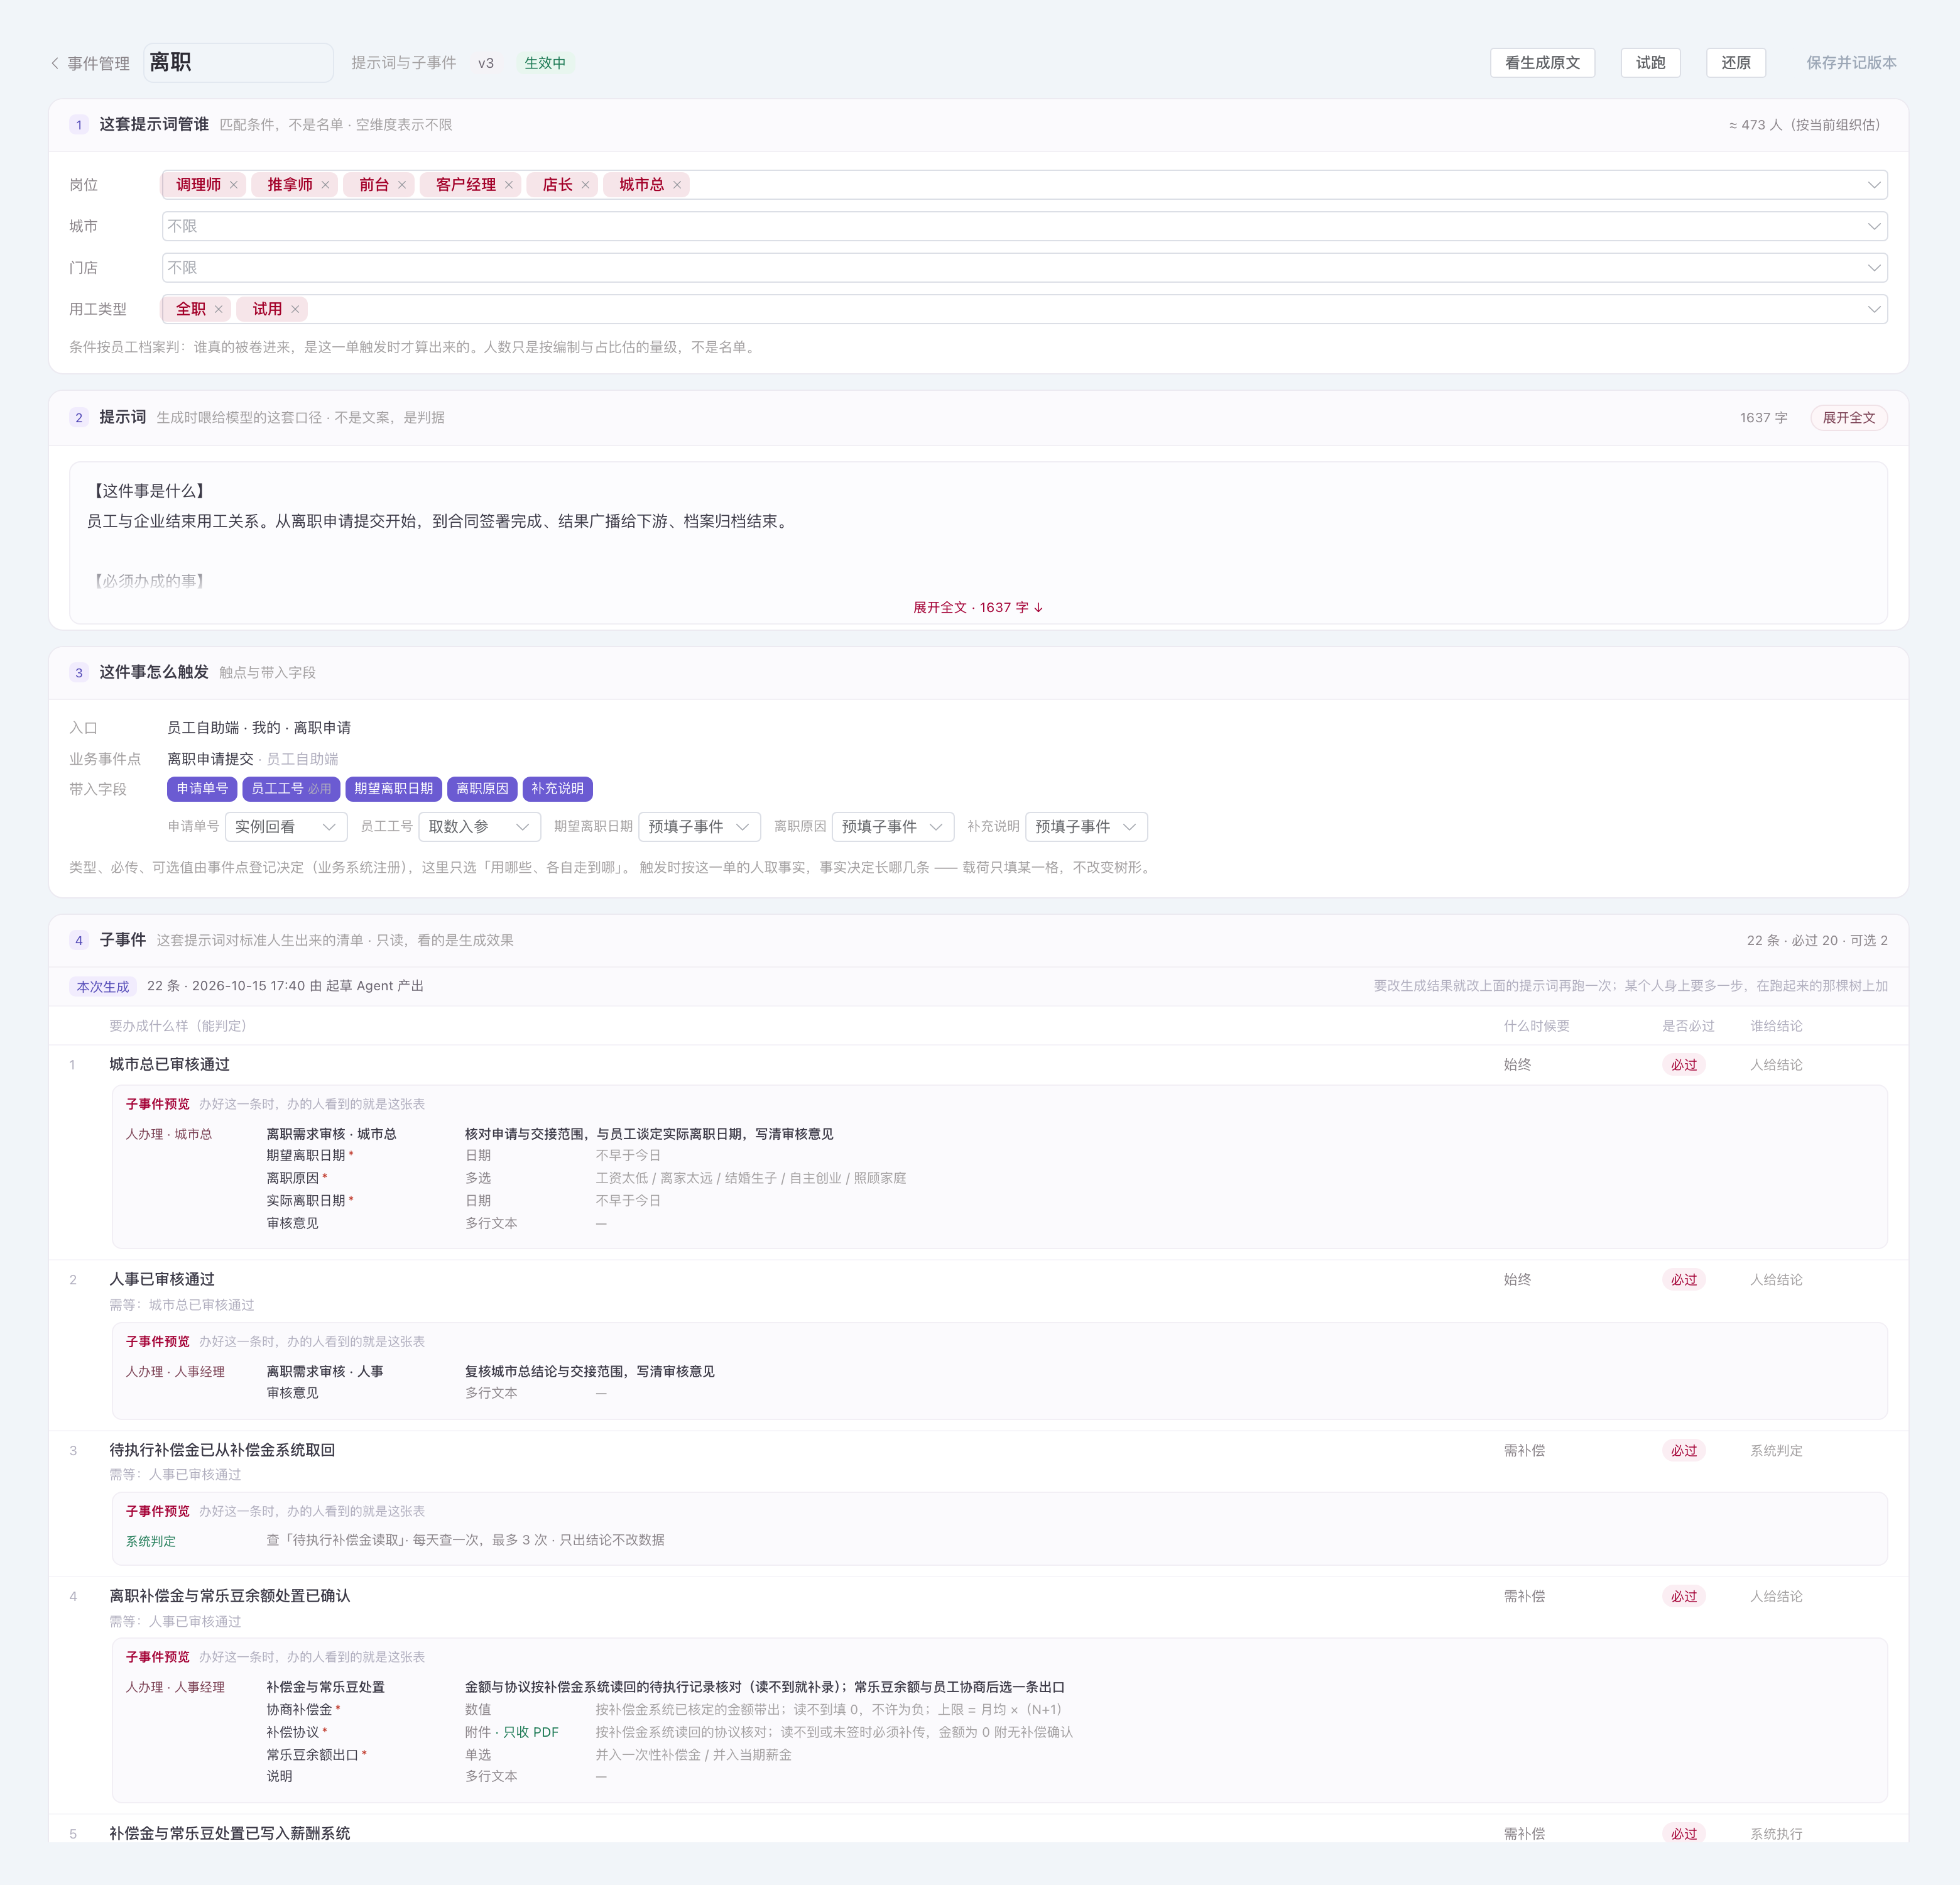 事件管理 离职 提示词与子事件 v3 生效中 看生成原文 试跑 还原 保存并记版本
1 这套提示词管谁 匹配条件，不是名单 · 空维度表示不限 ≈ 473 人（按当前组织估）
岗位 调理师 × 推拿师 × 前台 × 客户经理 × 店长 × 城市总 ×
城市 不限
门店 不限
用工类型 全职 × 试用 ×
条件按员工档案判：谁真的被卷进来，是这一单触发时才算出来的。人数只是按编制与占比估的量级，不是名单。
2 提示词 生成时喂给模型的这套口径 · 不是文案，是判据 1637 字 展开全文
【这件事是什么】
员工与企业结束用工关系。从离职申请提交开始，到合同签署完成、结果广播给下游、档案归档结束。
【必须办成的事】
展开全文 · 1637 字 ↓
3 这件事怎么触发 触点与带入字段
入口 员工自助端 · 我的 · 离职申请
业务事件点 离职申请提交 · 员工自助端
带入字段 申请单号 员工工号 必用 期望离职日期 离职原因 补充说明
申请单号 实例回看 员工工号 取数入参 期望离职日期 预填子事件 离职原因 预填子事件 补充说明 预填子事件
类型、必传、可选值由事件点登记决定（业务系统注册），这里只选「用哪些、各自走到哪」。 触发时按这一单的人取事实，事实决定长哪几条 —— 载荷只填某一格，不改变树形。
4 子事件 这套提示词对标准人生出来的清单 · 只读，看的是生成效果 22 条 · 必过 20 · 可选 2
本次生成 22 条 · 2026-10-15 17:40 由 起草 Agent 产出 要改生成结果就改上面的提示词再跑一次；某个人身上要多一步，在跑起来的那棵树上加
要办成什么样（能判定） 什么时候要 是否必过 谁给结论
1 城市总已审核通过 始终 必过 人给结论
子事件预览 办好这一条时，办的人看到的就是这张表
人办理 · 城市总 离职需求审核 · 城市总 核对申请与交接范围，与员工谈定实际离职日期，写清审核意见
期望离职日期 * 日期 不早于今日
离职原因 * 多选 工资太低 / 离家太远 / 结婚生子 / 自主创业 / 照顾家庭
实际离职日期 * 日期 不早于今日
审核意见 多行文本 —
2 人事已审核通过 始终 必过 人给结论
需等：城市总已审核通过
子事件预览 办好这一条时，办的人看到的就是这张表
人办理 · 人事经理 离职需求审核 · 人事 复核城市总结论与交接范围，写清审核意见
审核意见 多行文本 —
3 待执行补偿金已从补偿金系统取回 需补偿 必过 系统判定
需等：人事已审核通过
子事件预览 办好这一条时，办的人看到的就是这张表
系统判定 查「待执行补偿金读取」· 每天查一次，最多 3 次 · 只出结论不改数据
4 离职补偿金与常乐豆余额处置已确认 需补偿 必过 人给结论
需等：人事已审核通过
子事件预览 办好这一条时，办的人看到的就是这张表
人办理 · 人事经理 补偿金与常乐豆处置 金额与协议按补偿金系统读回的待执行记录核对（读不到就补录）；常乐豆余额与员工协商后选一条出口
协商补偿金 * 数值 按补偿金系统已核定的金额带出；读不到填 0，不许为负；上限 = 月均 ×（N+1）
补偿协议 * 附件 · 只收 PDF 按补偿金系统读回的协议核对；读不到或未签时必须补传，金额为 0 附无补偿确认
常乐豆余额出口 * 单选 并入一次性补偿金 / 并入当期薪金
说明 多行文本 —
5 补偿金与常乐豆处置已写入薪酬系统 需补偿 必过 系统执行